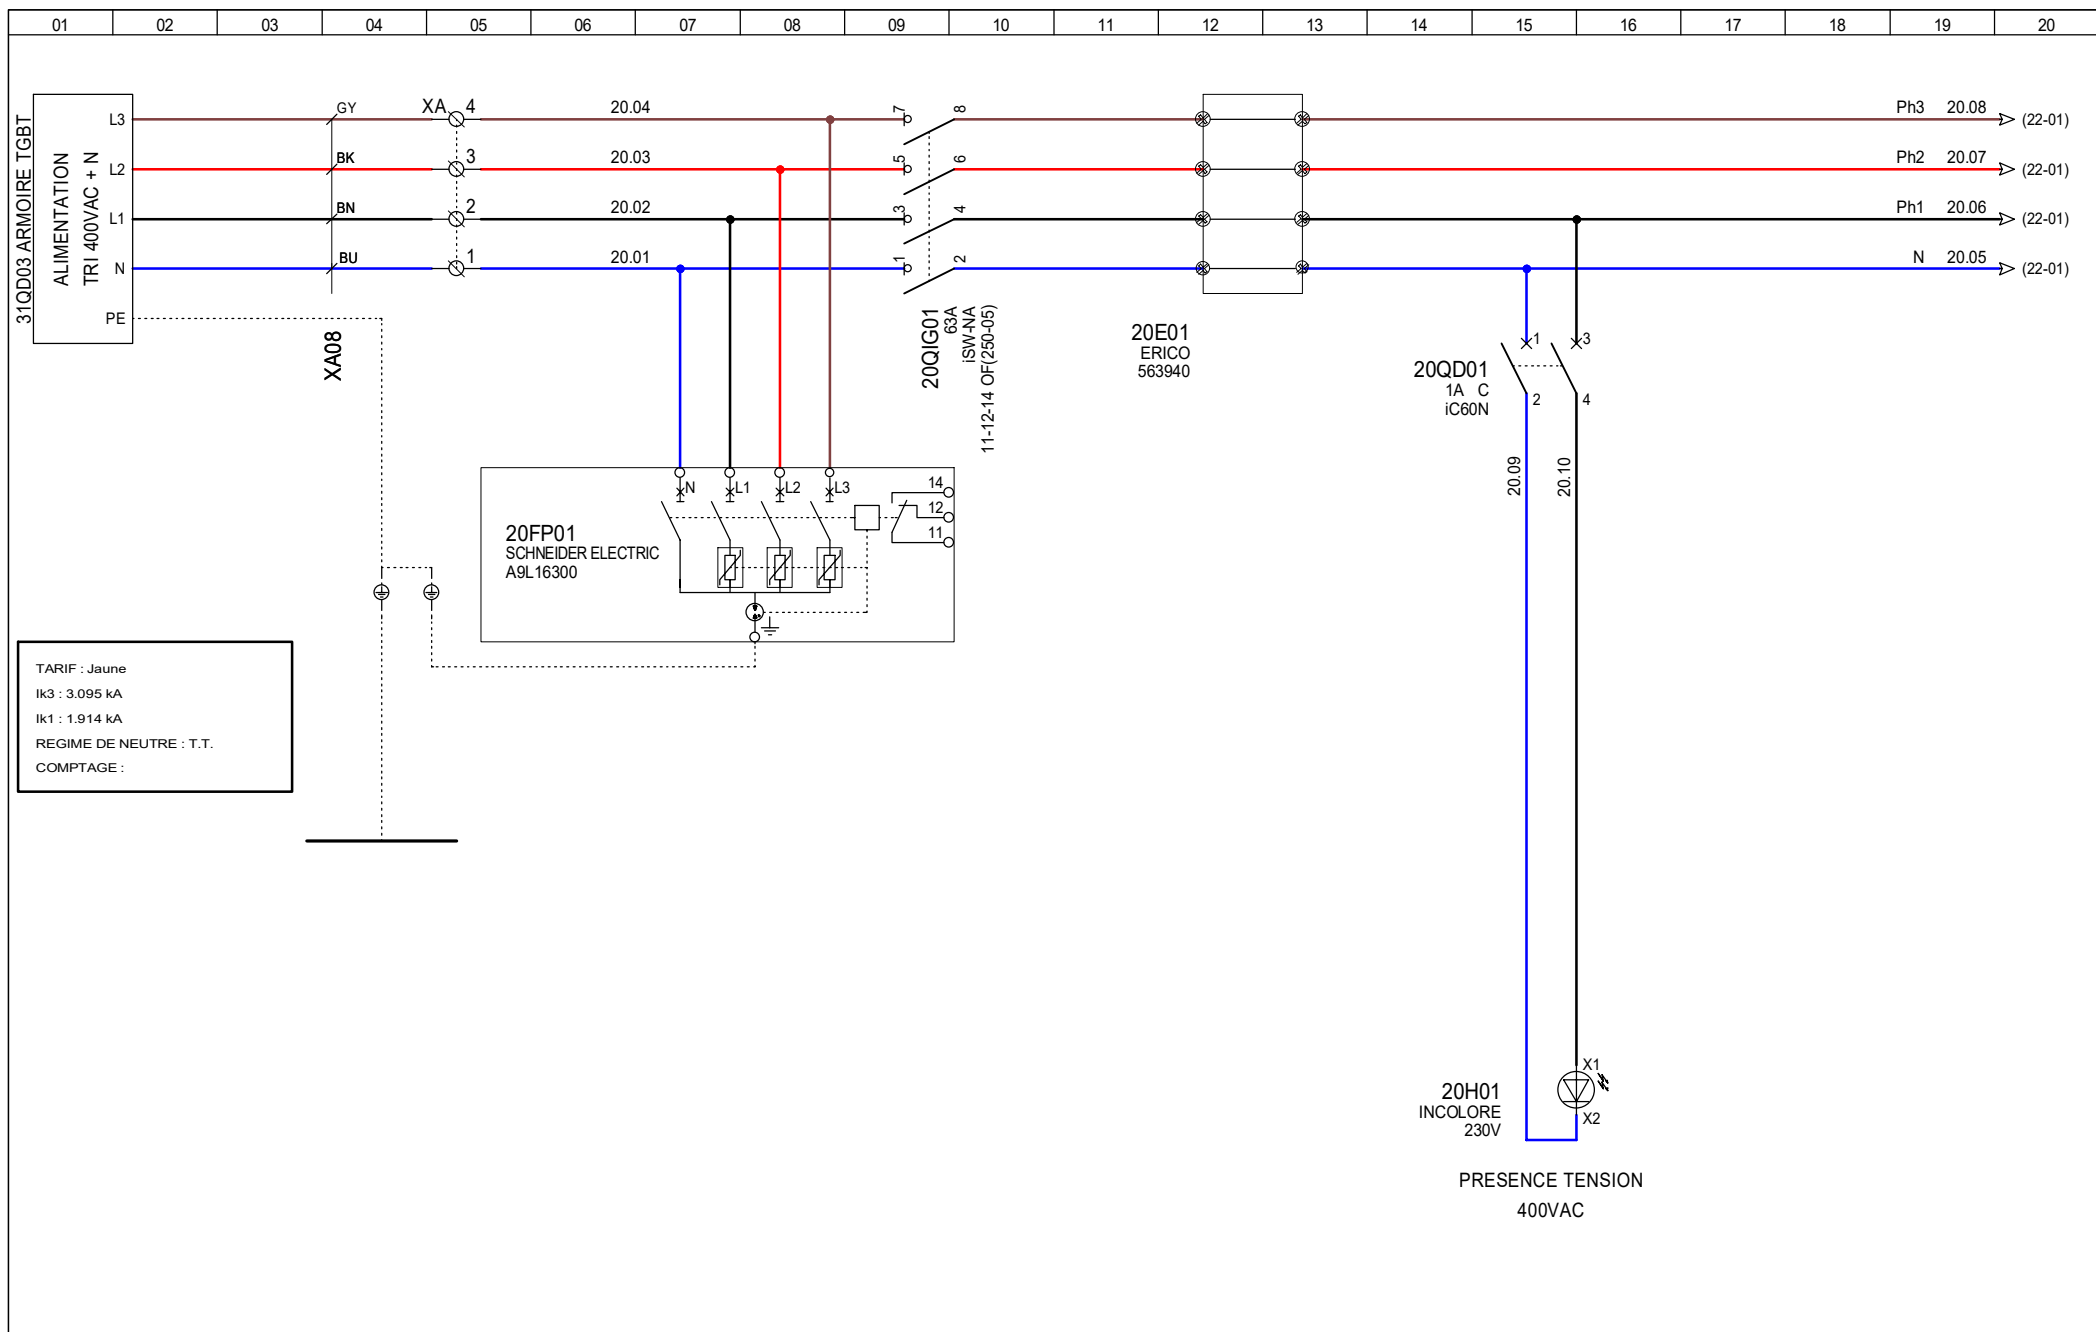 01 02 03 04 05 06 07 08 09 10 11 12 13 14 15 16 17 18 19 20
31QD03 ARMOIRE TGBT
ALIMENTATION
TRI 400VAC + N
L3
L2
L1
N
PE
GY
BK
BN
BU
XA08
XA
4
3
2
1
20.04
20.03
20.02
20.01
7 8
5 6
3 4
1 2
20QIG01
63A
iSW-NA
11-12-14 OF(250-05)
20E01
ERICO
563940
Ph3 20.08 (22-01)
Ph2 20.07 (22-01)
Ph1 20.06 (22-01)
N 20.05 (22-01)
20QD01
1A C
iC60N
1 3
2 4
20.09
20.10
20FP01
SCHNEIDER ELECTRIC
A9L16300
N L1 L2 L3
14
12
11
TARIF : Jaune
Ik3 : 3.095 kA
Ik1 : 1.914 kA
REGIME DE NEUTRE : T.T.
COMPTAGE :
20H01
INCOLORE
230V
X1
X2
PRESENCE TENSION
400VAC